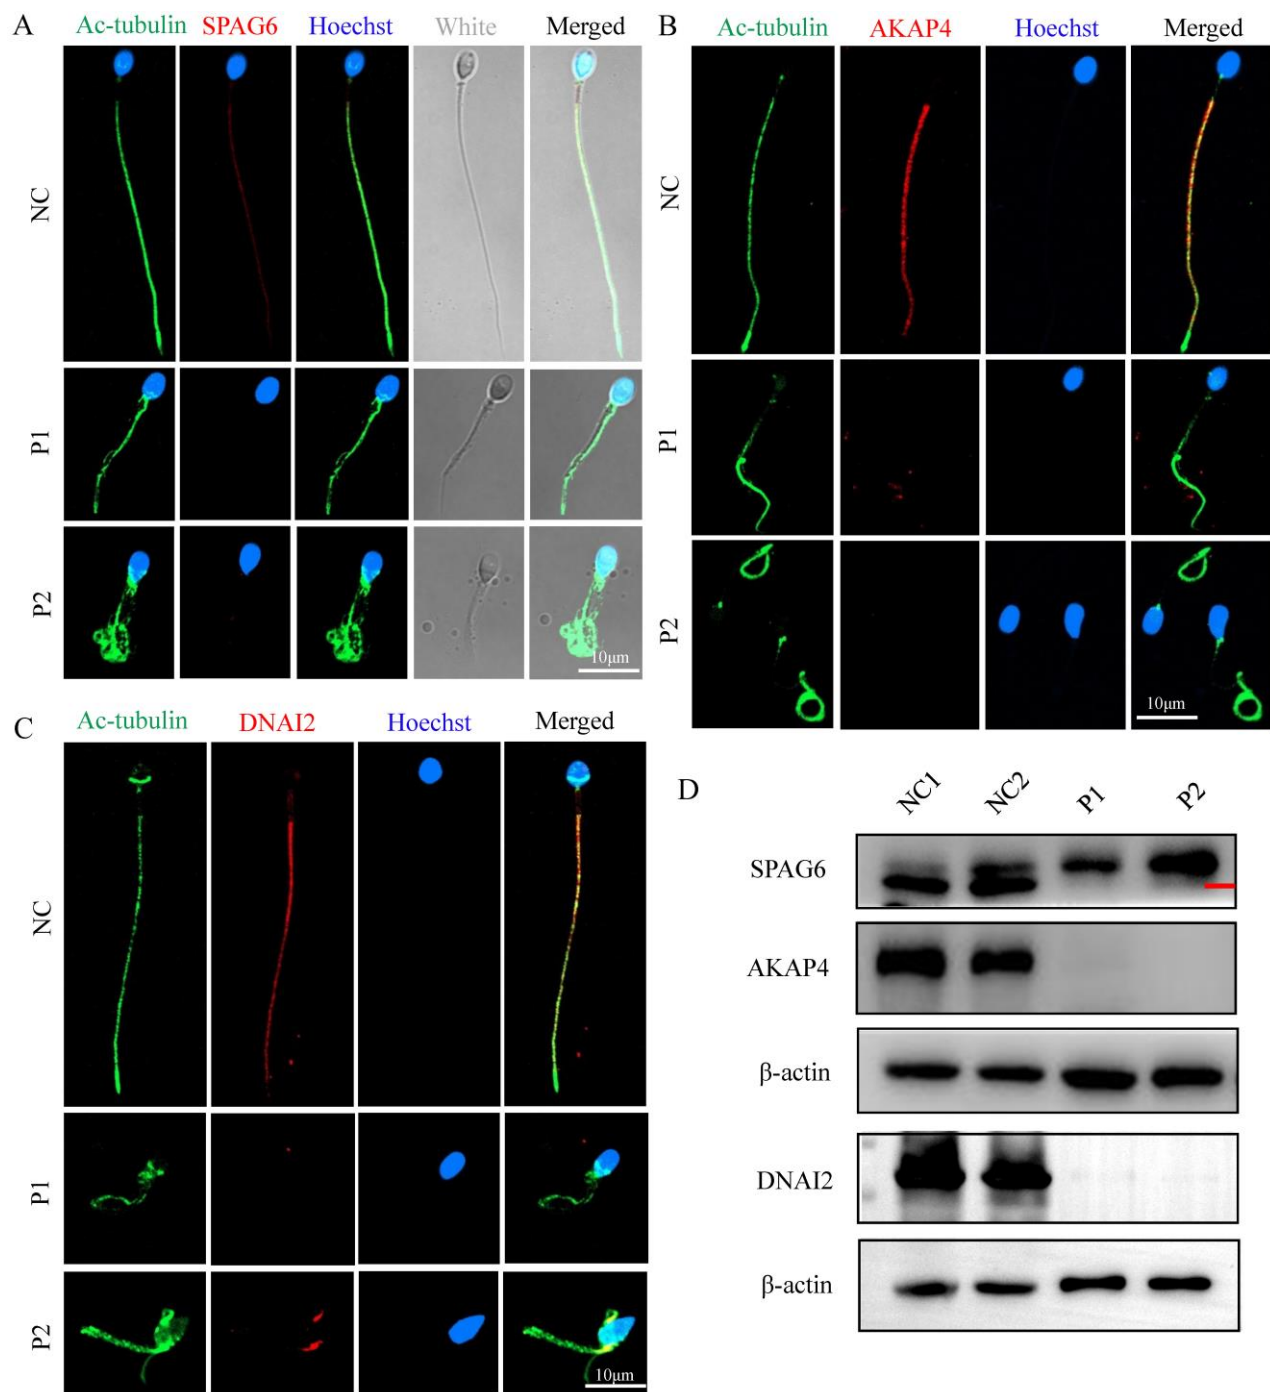 A
Ac-tubulin SPAG6 Hoechst White Merged
NC
P1
P2
10μm
B
Ac-tubulin AKAP4 Hoechst Merged
NC
P1
P2
10μm
C
Ac-tubulin DNAI2 Hoechst Merged
NC
P1
P2
10μm
D
NC1 NC2 P1 P2
SPAG6
AKAP4
β-actin
DNAI2
β-actin